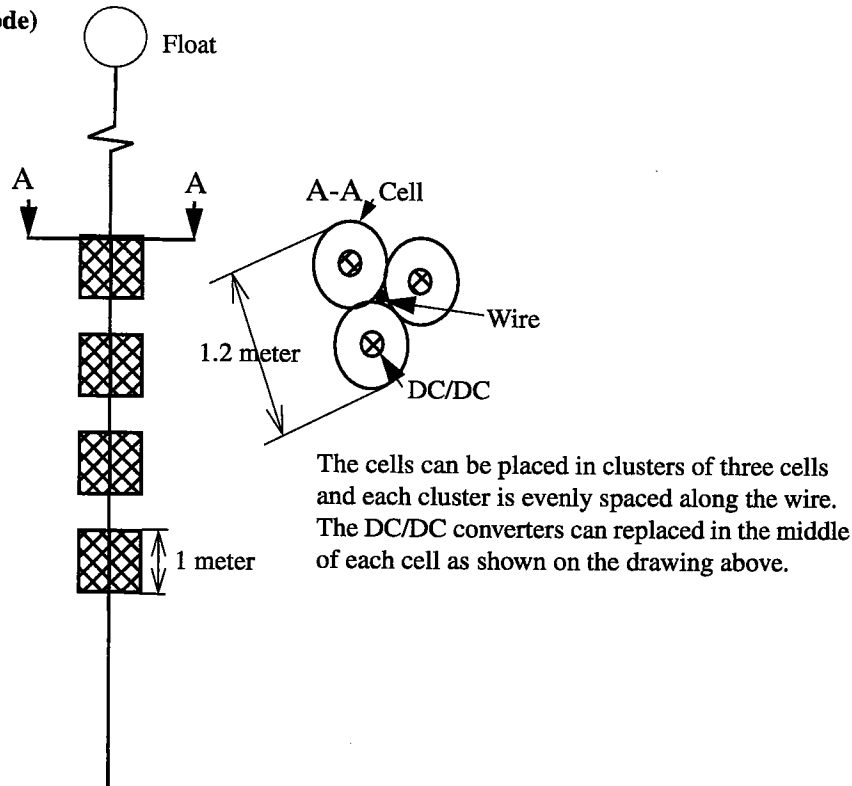 ode)
Float
A A
A-A Cell
Wire
1.2 meter
DC/DC
The cells can be placed in clusters of three cells
and each cluster is evenly spaced along the wire.
The DC/DC converters can replaced in the middle
of each cell as shown on the drawing above.
1 meter